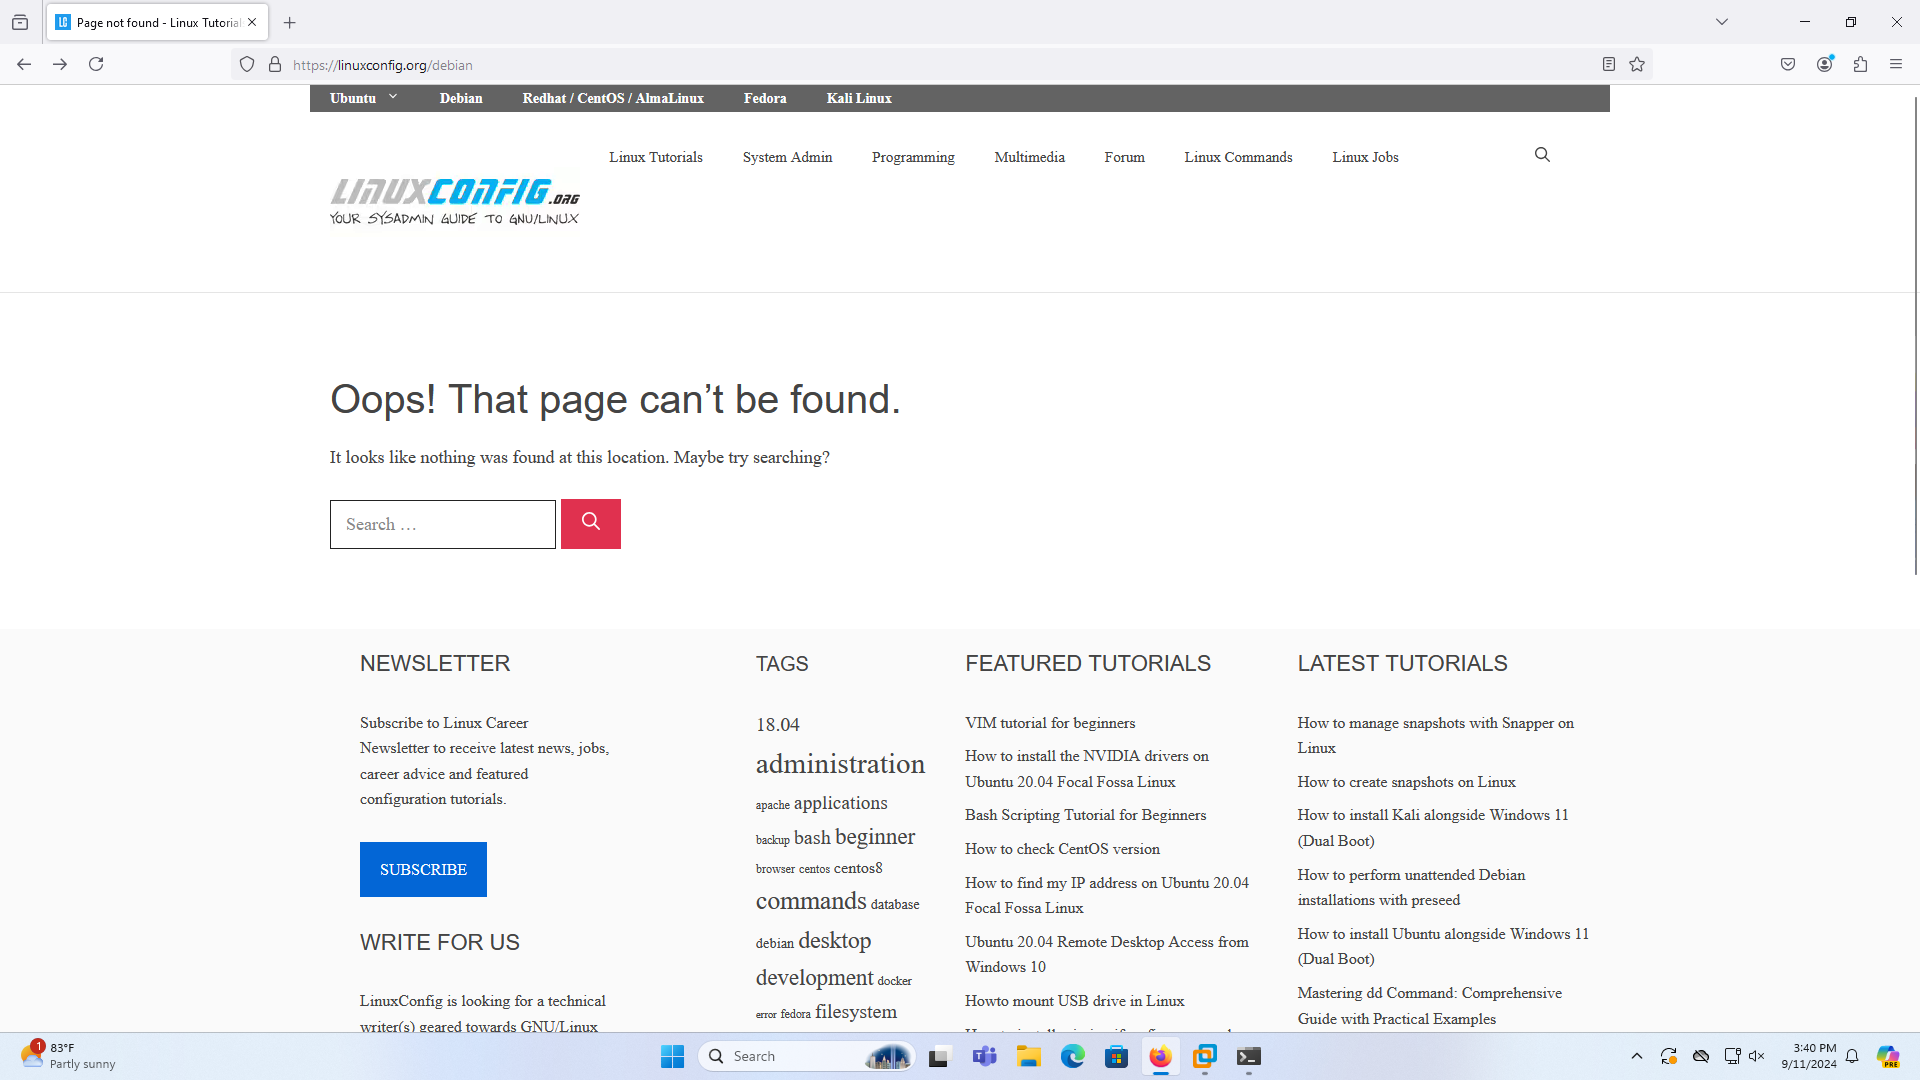 Page not found - Linux Tutorial
https://linuxconfig.org/debian
Ubuntu Debian Redhat / CentOS / AlmaLinux Fedora Kali Linux
Linux Tutorials System Admin Programming Multimedia Forum Linux Commands Linux Jobs
LINUXCONFIG.ORG
YOUR SYSADMIN GUIDE TO GNU/LINUX
Oops! That page can’t be found.
It looks like nothing was found at this location. Maybe try searching?
Search …
NEWSLETTER
Subscribe to Linux Career
Newsletter to receive latest news, jobs,
career advice and featured
configuration tutorials.
SUBSCRIBE
WRITE FOR US
LinuxConfig is looking for a technical
writer(s) geared towards GNU/Linux
TAGS
18.04
administration
apache applications
backup bash beginner
browser centos centos8
commands database
debian desktop
development docker
error fedora filesystem
FEATURED TUTORIALS
VIM tutorial for beginners
How to install the NVIDIA drivers on
Ubuntu 20.04 Focal Fossa Linux
Bash Scripting Tutorial for Beginners
How to check CentOS version
How to find my IP address on Ubuntu 20.04
Focal Fossa Linux
Ubuntu 20.04 Remote Desktop Access from
Windows 10
Howto mount USB drive in Linux
LATEST TUTORIALS
How to manage snapshots with Snapper on
Linux
How to create snapshots on Linux
How to install Kali alongside Windows 11
(Dual Boot)
How to perform unattended Debian
installations with preseed
How to install Ubuntu alongside Windows 11
(Dual Boot)
Mastering dd Command: Comprehensive
Guide with Practical Examples
1
83°F
Partly sunny
Search
3:40 PM
9/11/2024
PRE